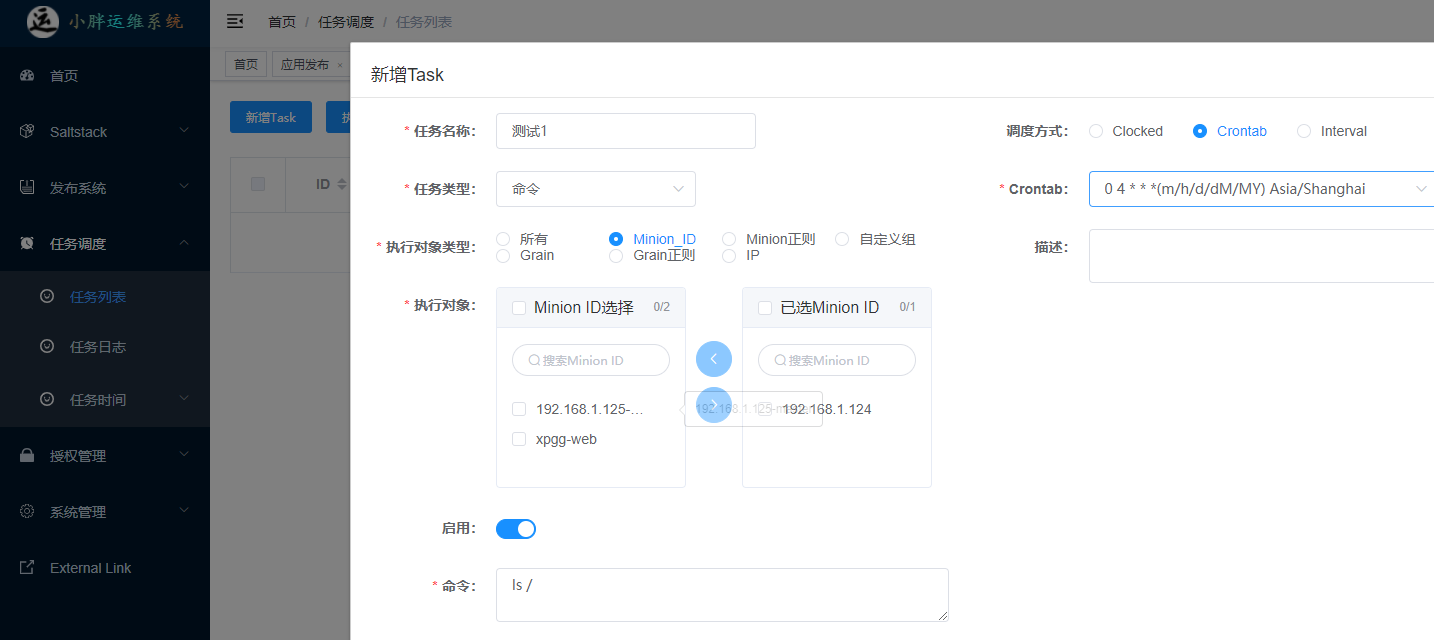 运 小胖运维系统
首页 / 任务调度 / 任务列表
首页
Saltstack
发布系统
任务调度
任务列表
任务日志
任务时间
授权管理
系统管理
External Link
首页 应用发布 ×
新增Task
ID
新增Task
* 任务名称: 测试1
* 任务类型: 命令
* 执行对象类型: 所有 Minion_ID Minion正则 自定义组
Grain Grain正则 IP
* 执行对象:
Minion ID选择 0/2
搜索Minion ID
192.168.1.125-...
xpgg-web
已选Minion ID 0/1
搜索Minion ID
192.168.1.124
启用:
* 命令: ls /
调度方式: Clocked Crontab Interval
* Crontab: 0 4 * * *(m/h/d/dM/MY) Asia/Shanghai
描述: